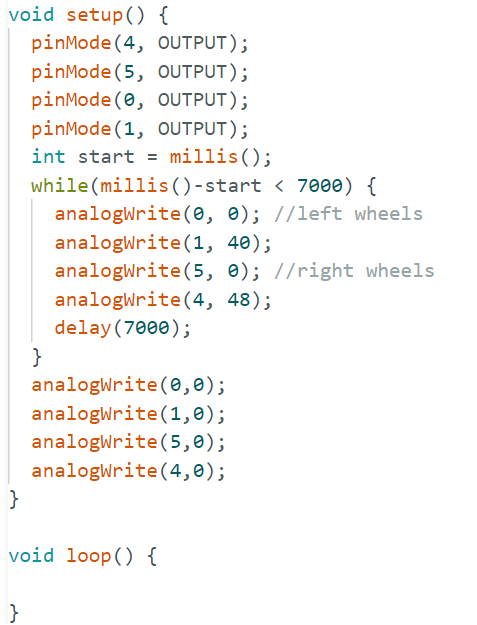 void setup() {
  pinMode(4, OUTPUT);
  pinMode(5, OUTPUT);
  pinMode(0, OUTPUT);
  pinMode(1, OUTPUT);
  int start = millis();
  while(millis()-start < 7000) {
    analogWrite(0, 0); //left wheels
    analogWrite(1, 40);
    analogWrite(5, 0); //right wheels
    analogWrite(4, 48);
    delay(7000);
  }
  analogWrite(0,0);
  analogWrite(1,0);
  analogWrite(5,0);
  analogWrite(4,0);
}

void loop() {

}